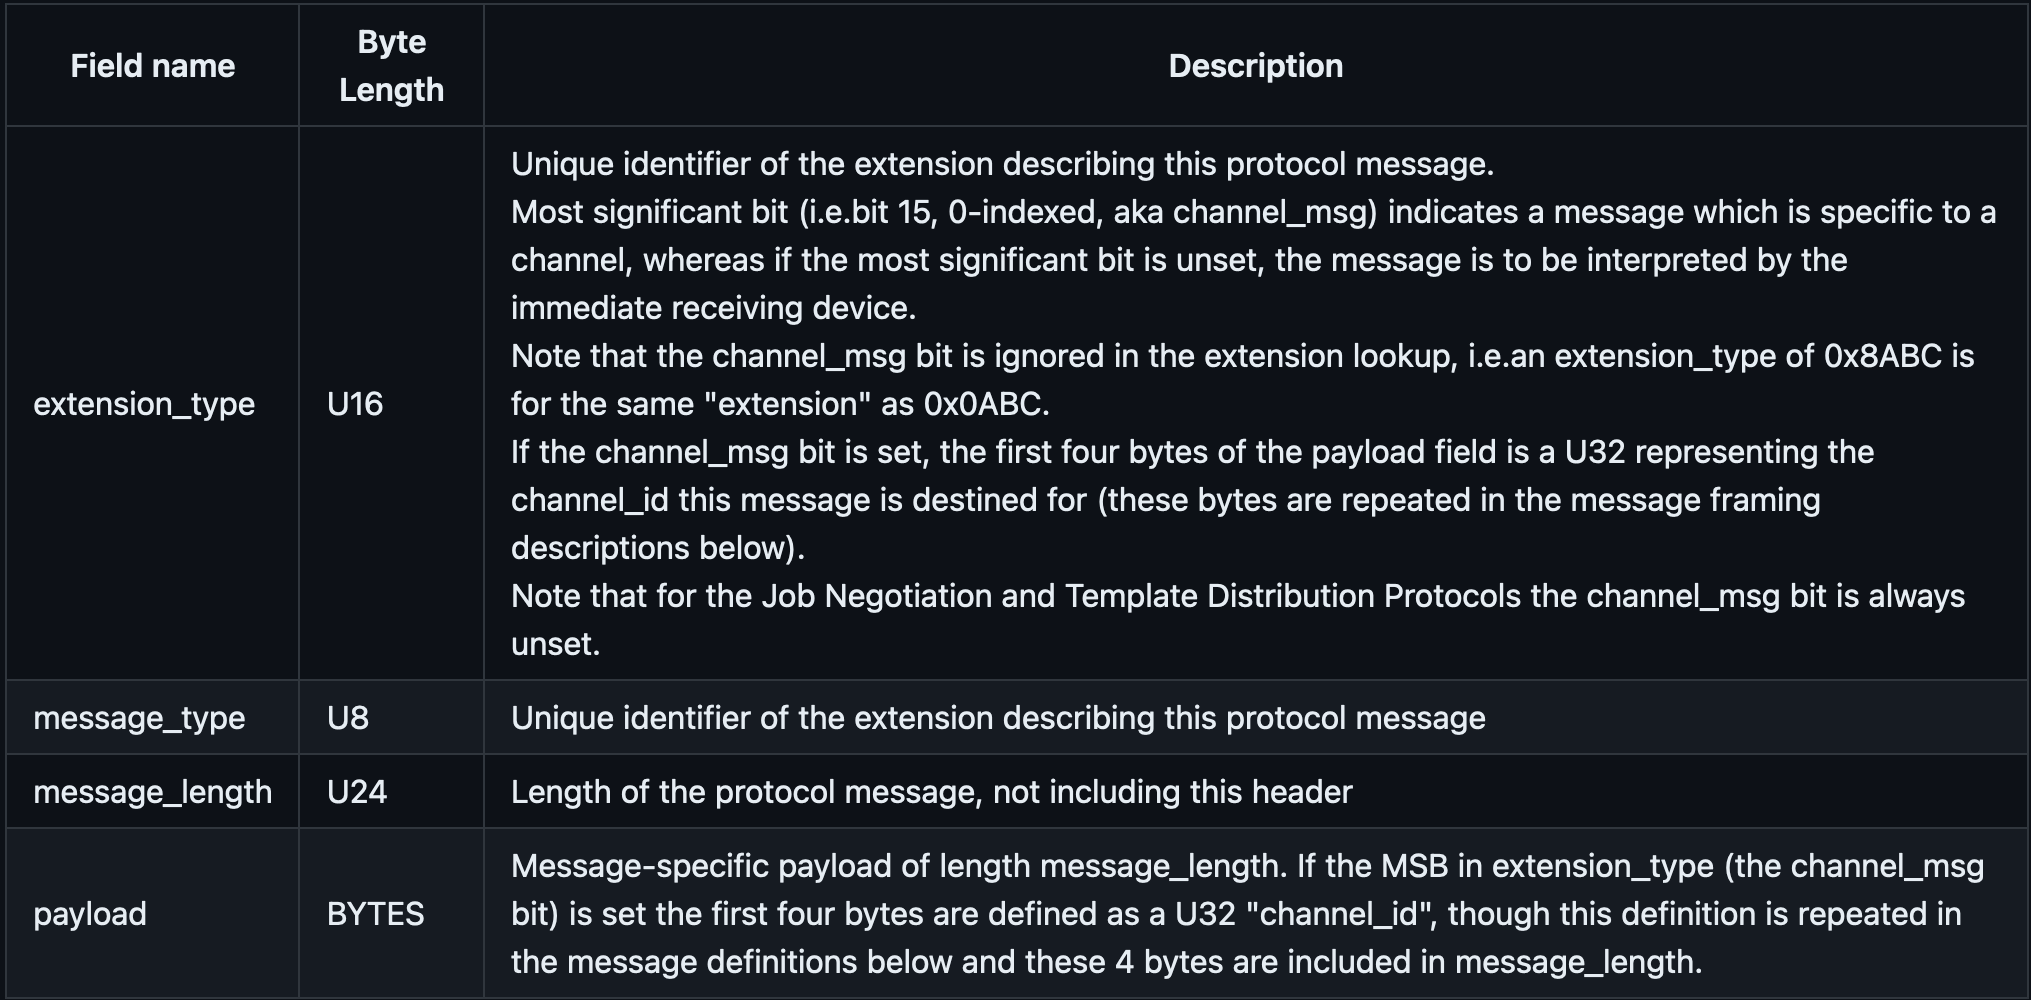 Field name
Byte
Length
Description
extension_type
U16
Unique identifier of the extension describing this protocol message.
Most significant bit (i.e.bit 15, 0-indexed, aka channel_msg) indicates a message which is specific to a
channel, whereas if the most significant bit is unset, the message is to be interpreted by the
immediate receiving device.
Note that the channel_msg bit is ignored in the extension lookup, i.e.an extension_type of 0x8ABC is
for the same "extension" as 0x0ABC.
If the channel_msg bit is set, the first four bytes of the payload field is a U32 representing the
channel_id this message is destined for (these bytes are repeated in the message framing
descriptions below).
Note that for the Job Negotiation and Template Distribution Protocols the channel_msg bit is always
unset.
message_type
U8
Unique identifier of the extension describing this protocol message
message_length
U24
Length of the protocol message, not including this header
payload
BYTES
Message-specific payload of length message_length. If the MSB in extension_type (the channel_msg
bit) is set the first four bytes are defined as a U32 "channel_id", though this definition is repeated in
the message definitions below and these 4 bytes are included in message_length.